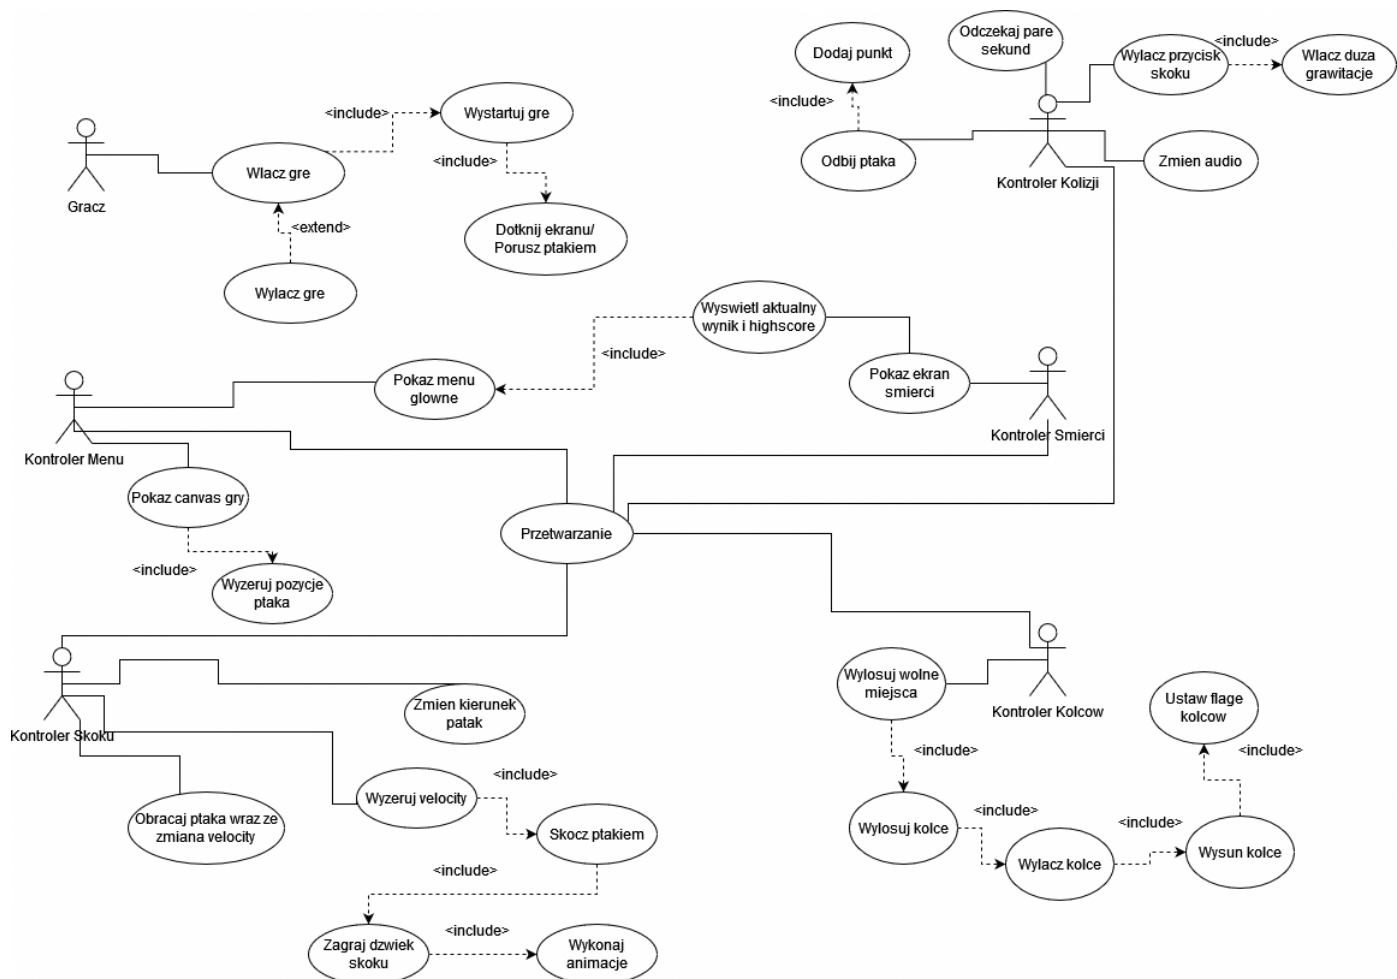 Odczekaj pare
sekund
Dodaj punkt
Wylacz przycisk
skoku
<include>
Wlacz duza
grawitacje
<include>
Odbij ptaka
Kontroler Kolizji
Zmien audio
<include>
Wystartuj gre
Gracz
Wlacz gre
<include>
Dotknij ekranu/
Porusz ptakiem
<extend>
Wylacz gre
Wyswietl aktualny
wynik i highscore
<include>
Pokaz menu
glowne
Pokaz ekran
smierci
Kontroler Smierci
Kontroler Menu
Pokaz canvas gry
<include>
Wyzeruj pozycje
ptaka
Przetwarzanie
Kontroler Skoku
Zmien kierunek
patak
Obracaj ptaka wraz ze
zmiana velocity
Wyzeruj velocity
<include>
Skocz ptakiem
<include>
Zagraj dzwiek
skoku
<include>
Wykonaj
animacje
Wylosuj wolne
miejsca
Kontroler Kolcow
<include>
Wylosuj kolce
<include>
Wylacz kolce
<include>
Wysun kolce
<include>
Ustaw flage
kolcow